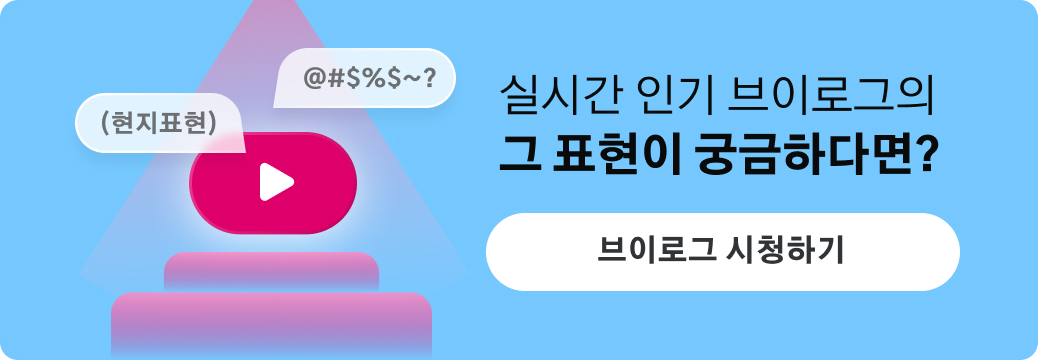 @#$%$~?
(현지표현)
실시간 인기 브이로그의
그 표현이 궁금하다면?
브이로그 시청하기